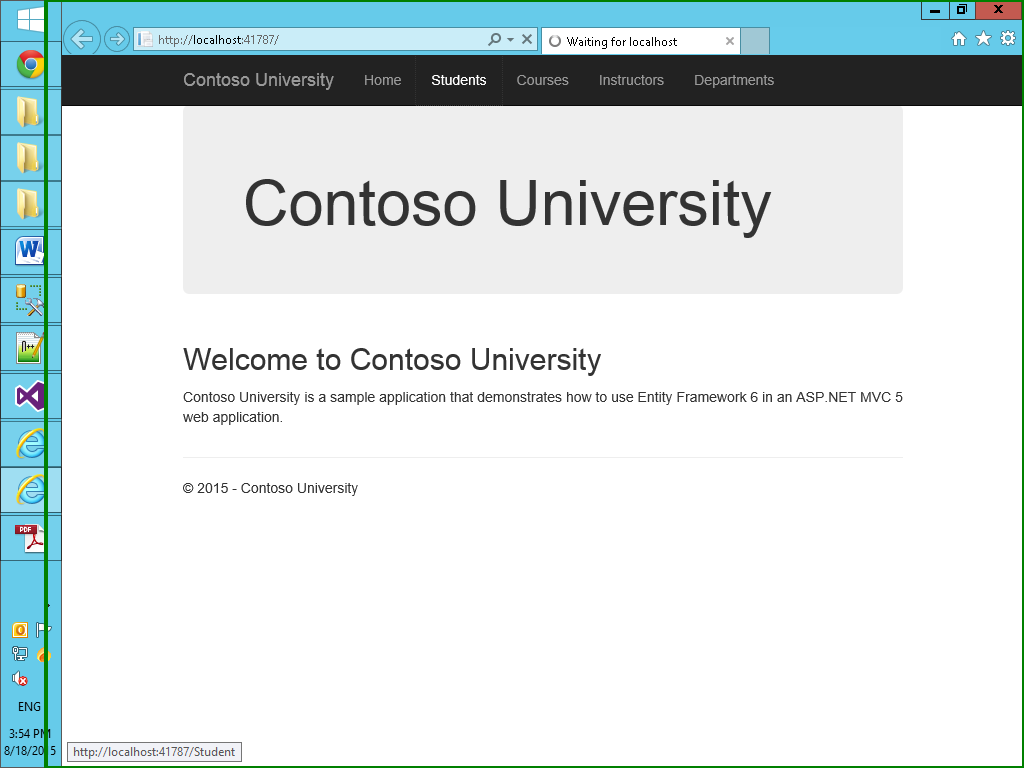 http://localhost:41787/
Waiting for localhost
Contoso University Home Students Courses Instructors Departments
Contoso University
Welcome to Contoso University
Contoso University is a sample application that demonstrates how to use Entity Framework 6 in an ASP.NET MVC 5
web application.
© 2015 - Contoso University
PDF
ENG
3:54 PM
8/18/2015
http://localhost:41787/Student